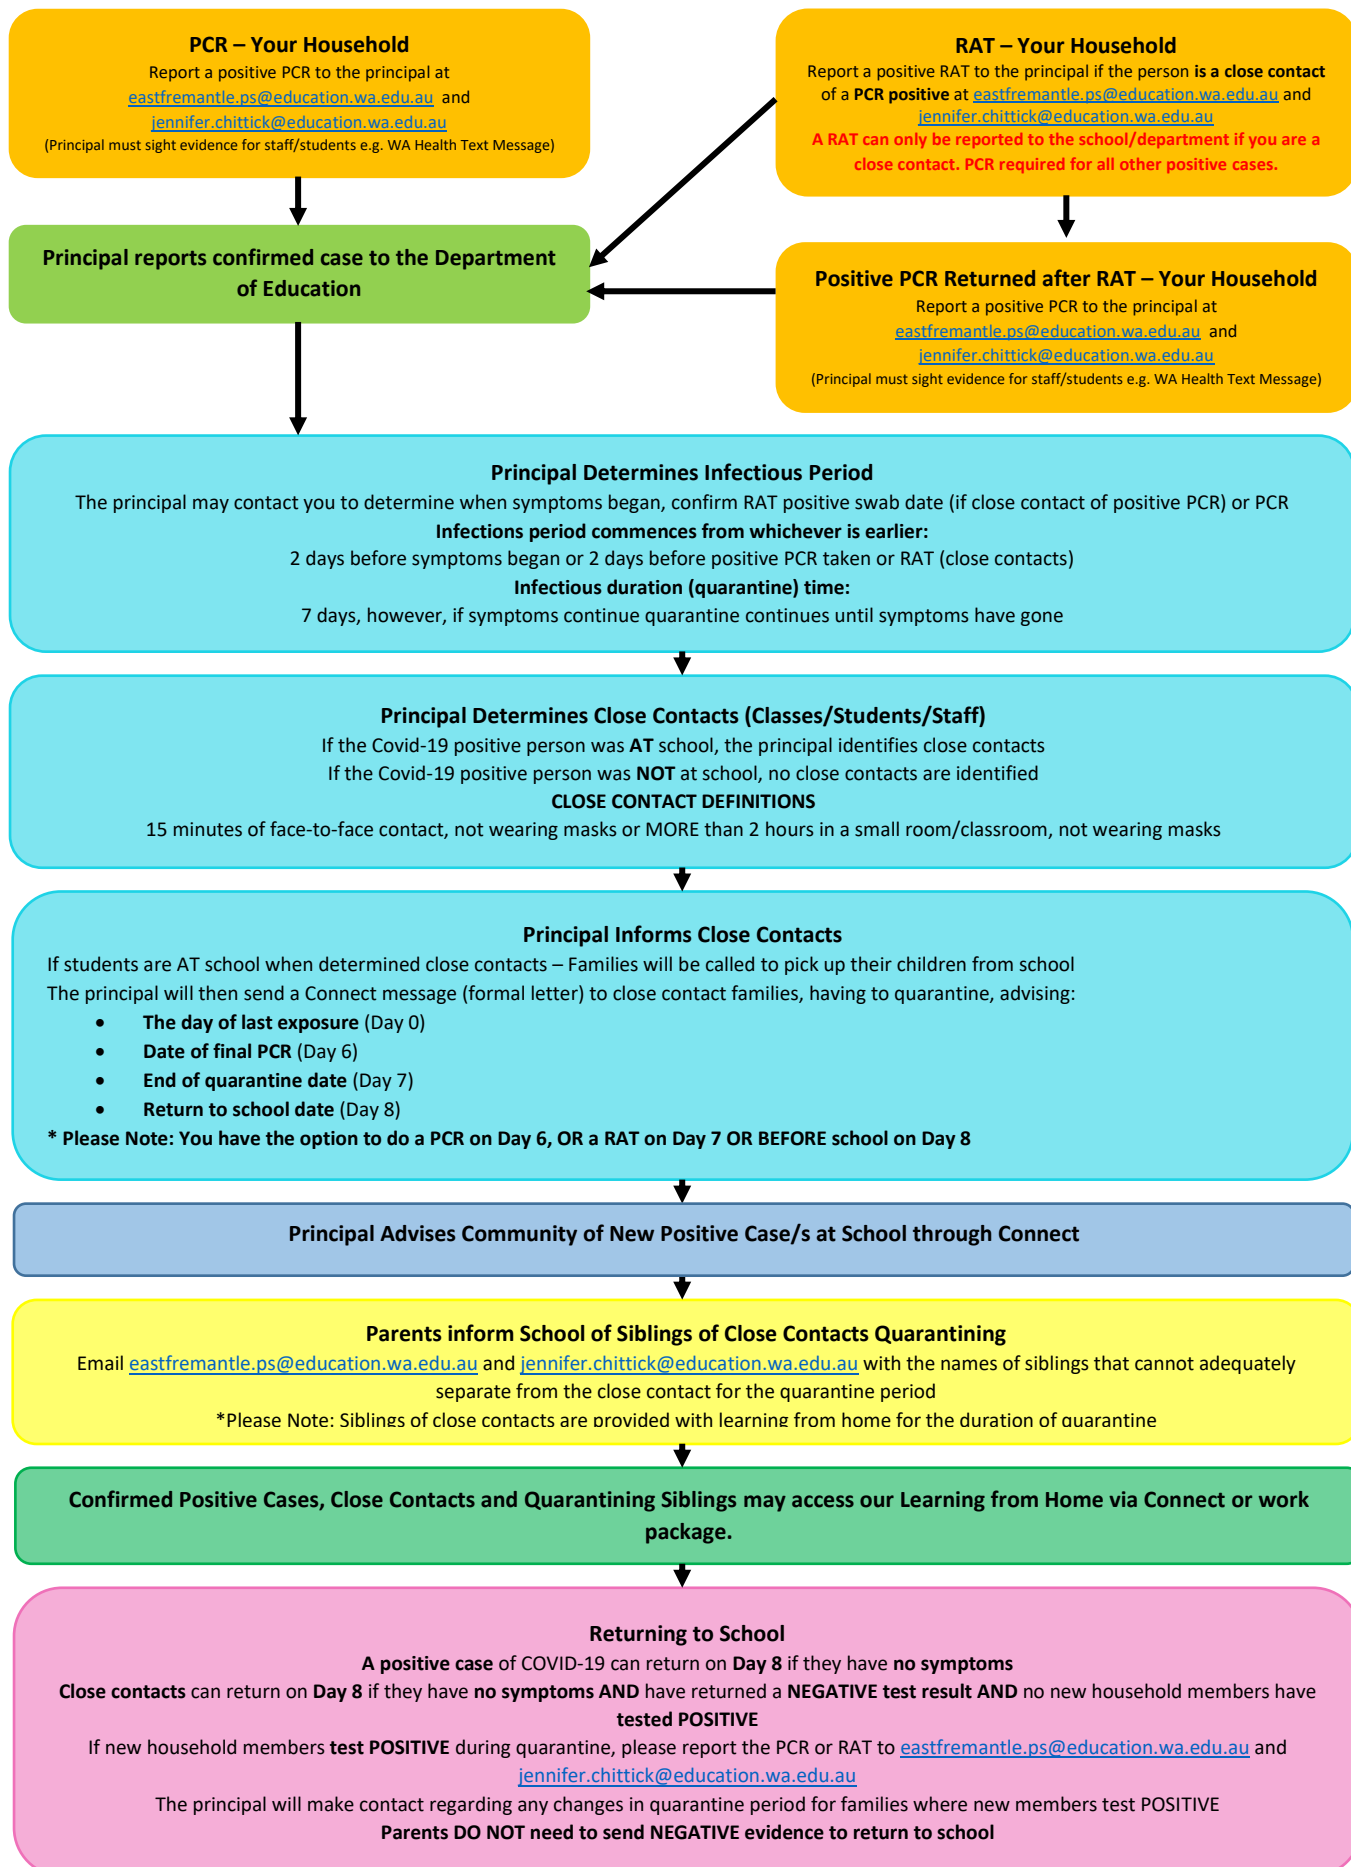 PCR – Your Household
Report a positive PCR to the principal at
eastfremantle.ps@education.wa.edu.au and
jennifer.chittick@education.wa.edu.au
(Principal must sight evidence for staff/students e.g. WA Health Text Message)
RAT – Your Household
Report a positive RAT to the principal if the person is a close contact
of a PCR positive at eastfremantle.ps@education.wa.edu.au and
jennifer.chittick@education.wa.edu.au
A RAT can only be reported to the school/department if you are a
close contact. PCR required for all other positive cases.
Principal reports confirmed case to the Department
of Education
Positive PCR Returned after RAT – Your Household
Report a positive PCR to the principal at
eastfremantle.ps@education.wa.edu.au and
jennifer.chittick@education.wa.edu.au
(Principal must sight evidence for staff/students e.g. WA Health Text Message)
Principal Determines Infectious Period
The principal may contact you to determine when symptoms began, confirm RAT positive swab date (if close contact of positive PCR) or PCR
Infections period commences from whichever is earlier:
2 days before symptoms began or 2 days before positive PCR taken or RAT (close contacts)
Infectious duration (quarantine) time:
7 days, however, if symptoms continue quarantine continues until symptoms have gone
Principal Determines Close Contacts (Classes/Students/Staff)
If the Covid-19 positive person was AT school, the principal identifies close contacts
If the Covid-19 positive person was NOT at school, no close contacts are identified
CLOSE CONTACT DEFINITIONS
15 minutes of face-to-face contact, not wearing masks or MORE than 2 hours in a small room/classroom, not wearing masks
Principal Informs Close Contacts
If students are AT school when determined close contacts – Families will be called to pick up their children from school
The principal will then send a Connect message (formal letter) to close contact families, having to quarantine, advising:
• The day of last exposure (Day 0)
• Date of final PCR (Day 6)
• End of quarantine date (Day 7)
• Return to school date (Day 8)
* Please Note: You have the option to do a PCR on Day 6, OR a RAT on Day 7 OR BEFORE school on Day 8
Principal Advises Community of New Positive Case/s at School through Connect
Parents inform School of Siblings of Close Contacts Quarantining
Email eastfremantle.ps@education.wa.edu.au and jennifer.chittick@education.wa.edu.au with the names of siblings that cannot adequately
separate from the close contact for the quarantine period
*Please Note: Siblings of close contacts are provided with learning from home for the duration of quarantine
Confirmed Positive Cases, Close Contacts and Quarantining Siblings may access our Learning from Home via Connect or work
package.
Returning to School
A positive case of COVID-19 can return on Day 8 if they have no symptoms
Close contacts can return on Day 8 if they have no symptoms AND have returned a NEGATIVE test result AND no new household members have
tested POSITIVE
If new household members test POSITIVE during quarantine, please report the PCR or RAT to eastfremantle.ps@education.wa.edu.au and
jennifer.chittick@education.wa.edu.au
The principal will make contact regarding any changes in quarantine period for families where new members test POSITIVE
Parents DO NOT need to send NEGATIVE evidence to return to school